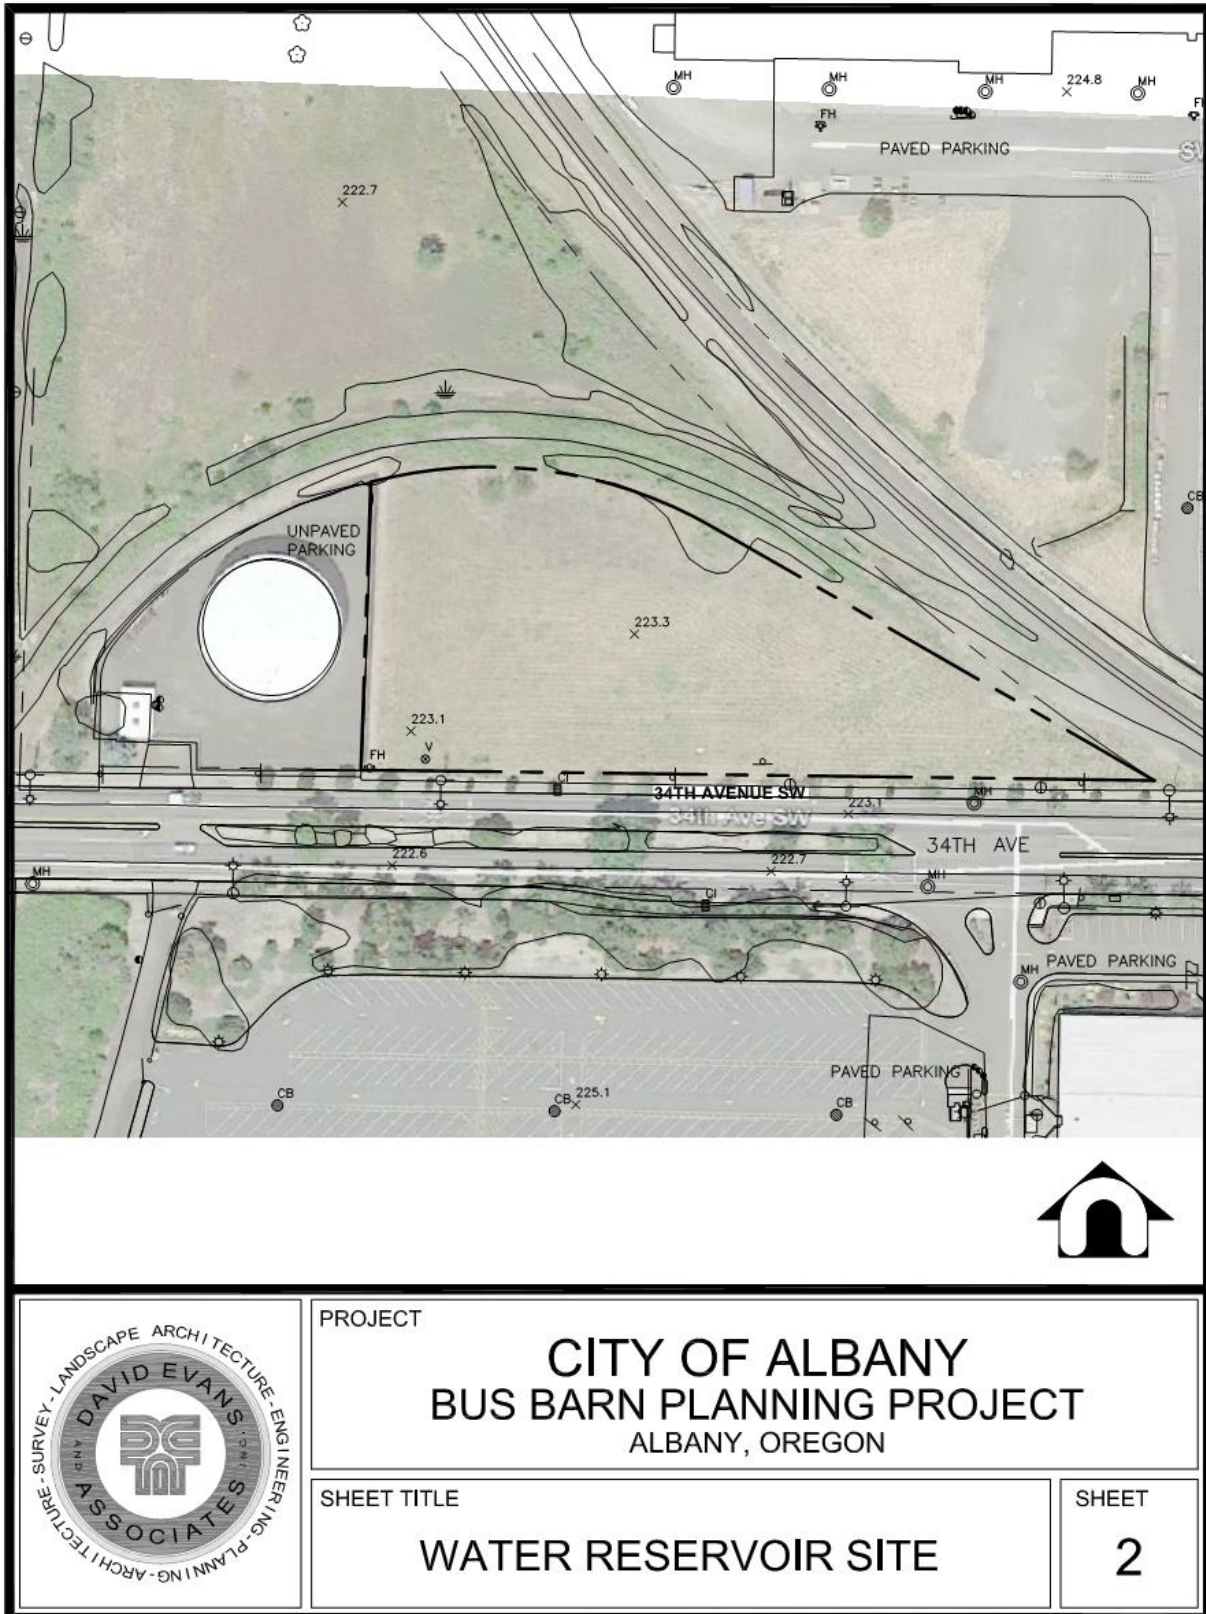 MH
MH
MH
224.8
MH
FH
PAVED PARKING
222.7
CB
UNPAVED
PARKING
223.3
223.1
V
FH
34TH AVENUE SW
34th Ave SW
MH
223.1
34TH AVE
222.6
222.7
MH
MH
CI
MH
PAVED PARKING
PAVED PARKING
CB
CB
225.1
CB
PROJECT
CITY OF ALBANY
BUS BARN PLANNING PROJECT
ALBANY, OREGON
SHEET TITLE
WATER RESERVOIR SITE
SHEET
2
DAVID EVANS
AND ASSOCIATES INC.
ARCHITECTURE - SURVEY - LANDSCAPE ARCHITECTURE - ENGINEERING - PLANNING -